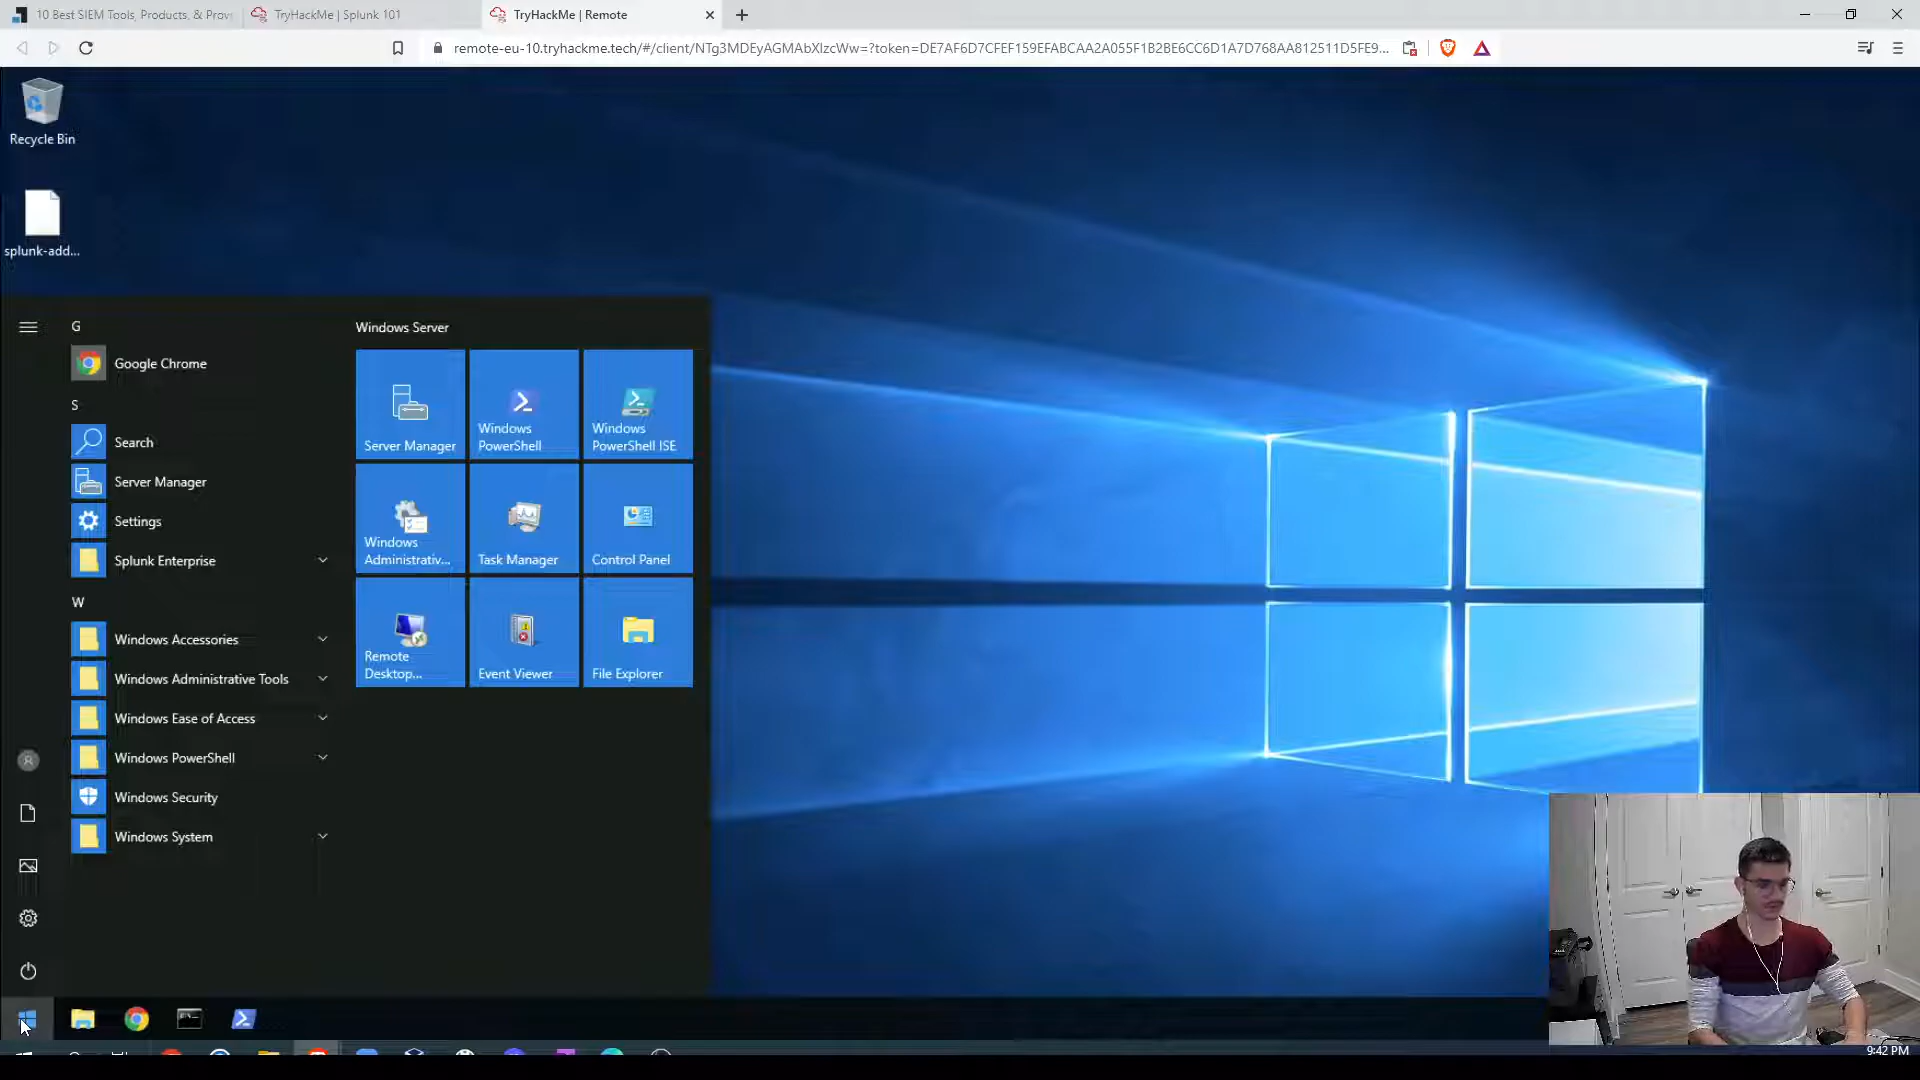 10 Best SIEM Tools, Products, & Prov
TryHackMe | Splunk 101
TryHackMe | Remote
remote-eu-10.tryhackme.tech/#/client/NTg3MDEyAGMAbXlzcWw=?token=DE7AF6D7CFEF159EFABCAA2A055F1B2BE6CC6D1A7D768AA812511D5FE9...
Recycle Bin
splunk-add...
G
Google Chrome
S
Search
Server Manager
Settings
Splunk Enterprise
W
Windows Accessories
Windows Administrative Tools
Windows Ease of Access
Windows PowerShell
Windows Security
Windows System
Windows Server
Server Manager
Windows
PowerShell
Windows
PowerShell ISE
Windows
Administrativ...
Task Manager
Control Panel
Remote
Desktop...
Event Viewer
File Explorer
9:42 PM